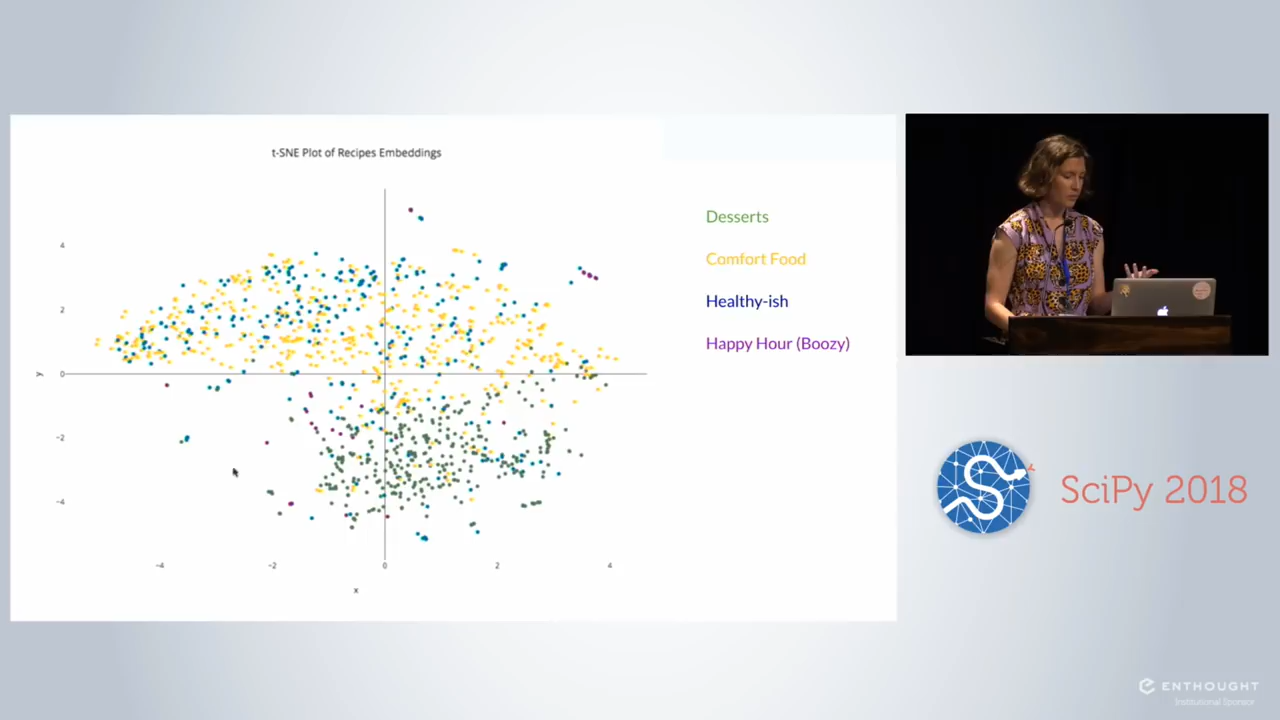 t-SNE Plot of Recipes Embeddings
4
2
0
−2
−4
y
−4
−2
0
2
4
x
Desserts
Comfort Food
Healthy-ish
Happy Hour (Boozy)
SciPy 2018
ENTHOUGHT
Institutional Sponsor